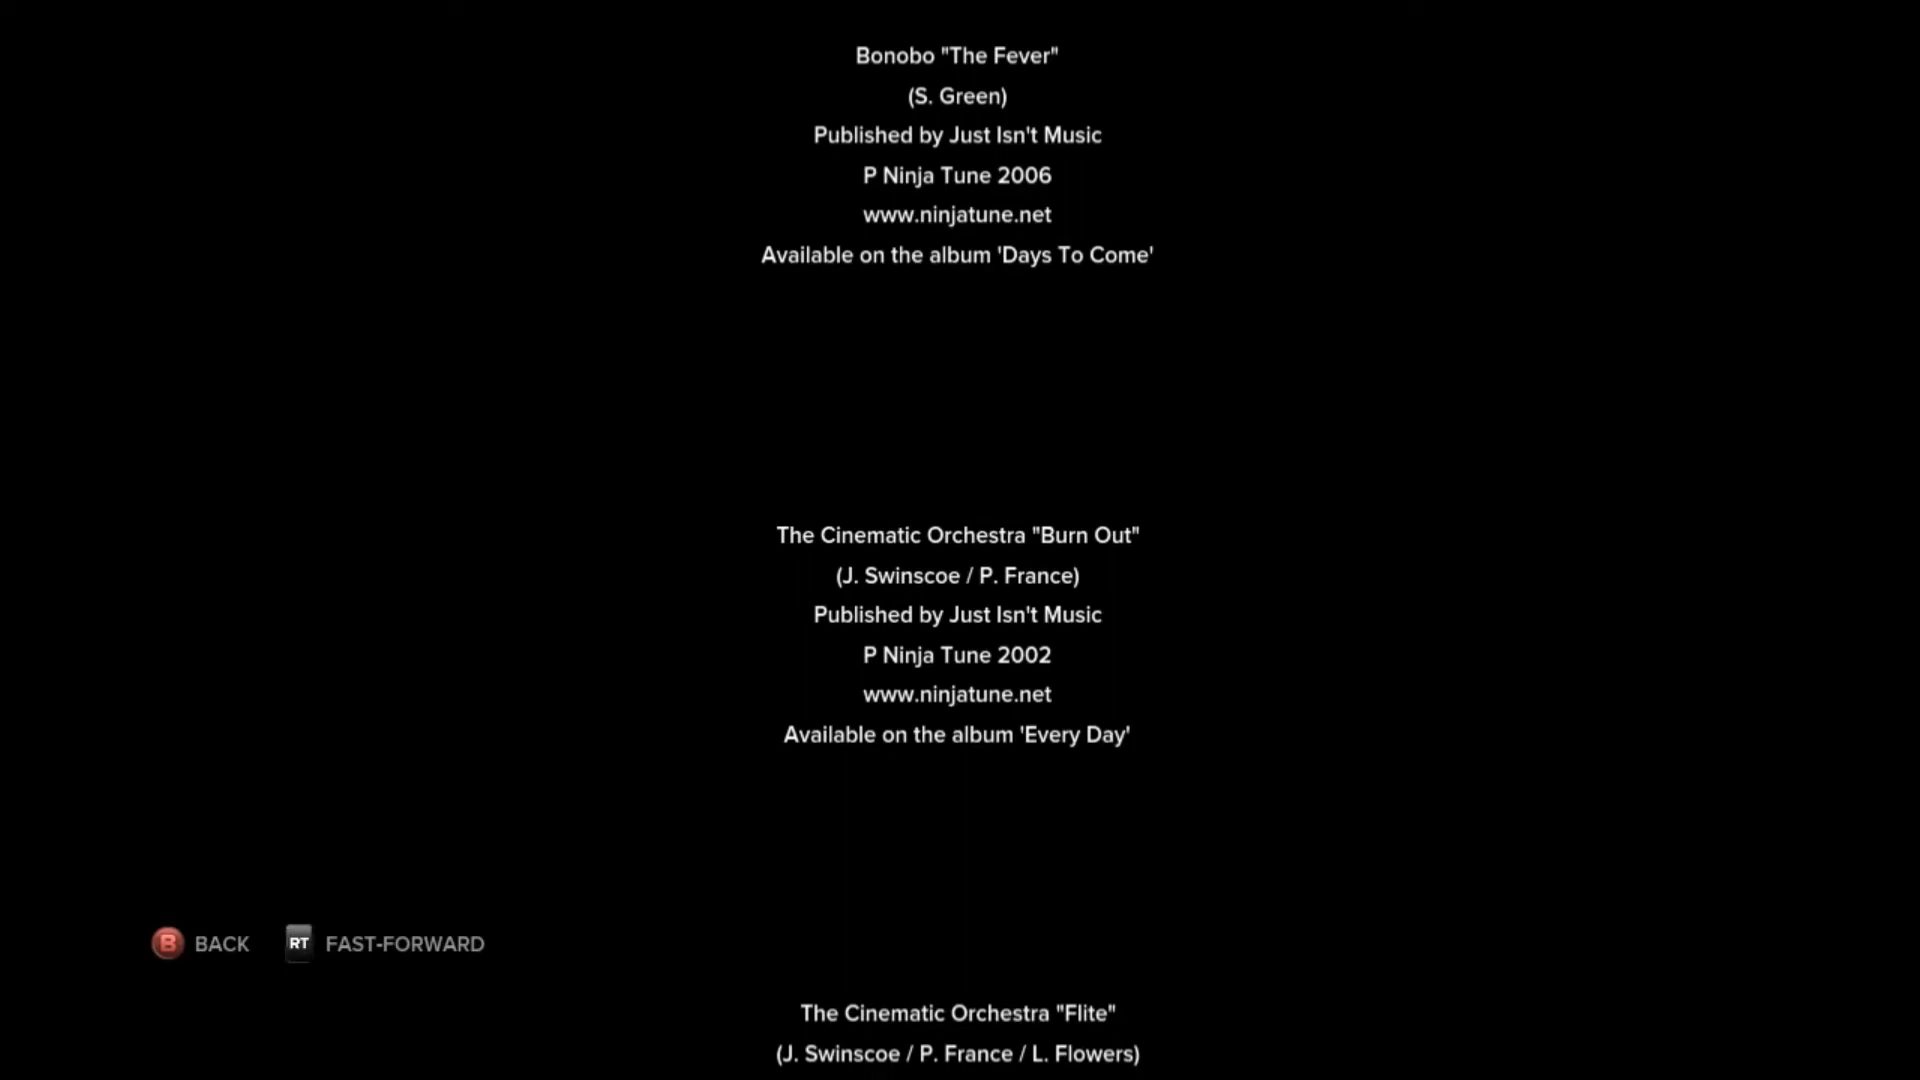 Bonobo "The Fever"
(S. Green)
Published by Just Isn't Music
P Ninja Tune 2006
www.ninjatune.net
Available on the album 'Days To Come'
The Cinematic Orchestra "Burn Out"
(J. Swinscoe / P. France)
Published by Just Isn't Music
P Ninja Tune 2002
www.ninjatune.net
Available on the album 'Every Day'
B BACK RT FAST-FORWARD
The Cinematic Orchestra "Flite"
(J. Swinscoe / P. France / L. Flowers)